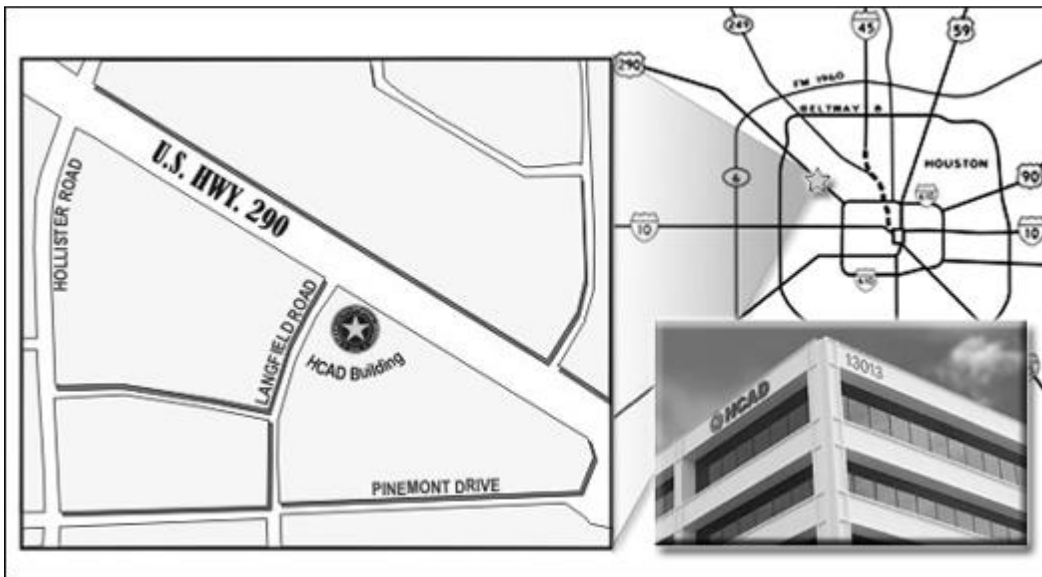 U.S. HWY. 290
HOLLISTER ROAD
LANGFIELD ROAD
HCAD Building
PINEMONT DRIVE
249
45
59
290
FM 1960
BELTWAY 8
HOUSTON
6
90
610
10
10
610
HCAD
13013